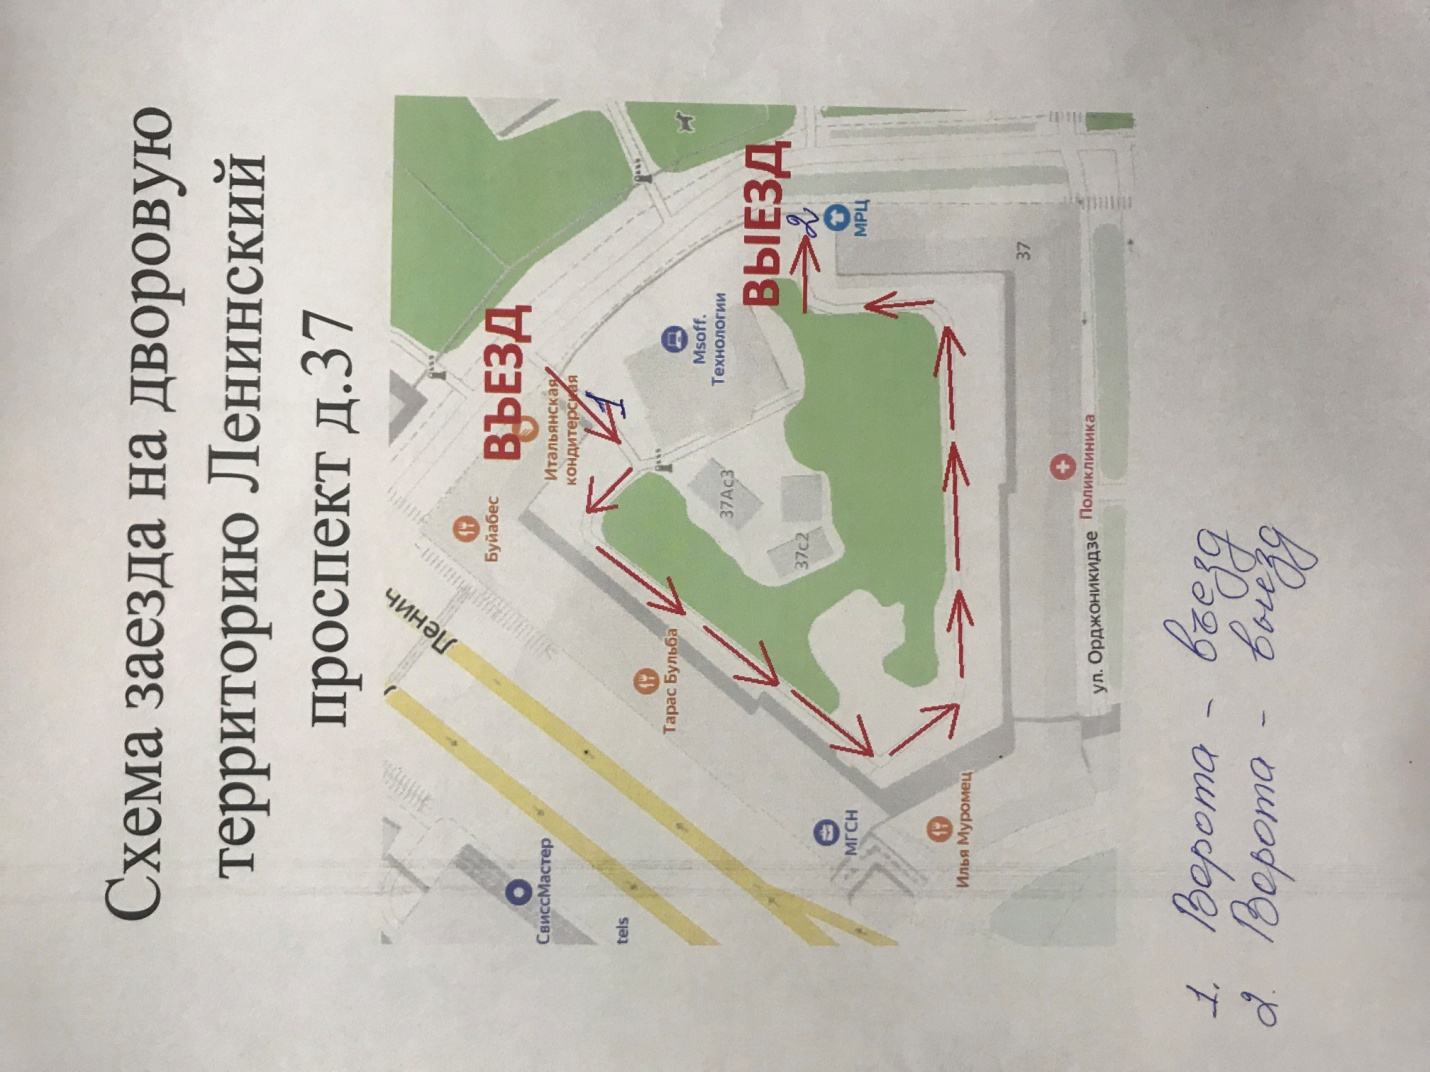 Схема заезда на дворовую
территорию Ленинский
проспект д.37
Ленин
Буйабес
ВЪЕЗД
Итальянская
кондитерская
1
СвиссМастер
tels
Тарас Бульба
37Ас3
37с2
Msoff.
Технологии
ВЫЕЗД
2
МРЦ
МГСН
Илья Муромец
37
Поликлиника
ул. Орджоникидзе
1. Ворота - въезд
2. Ворота - выезд